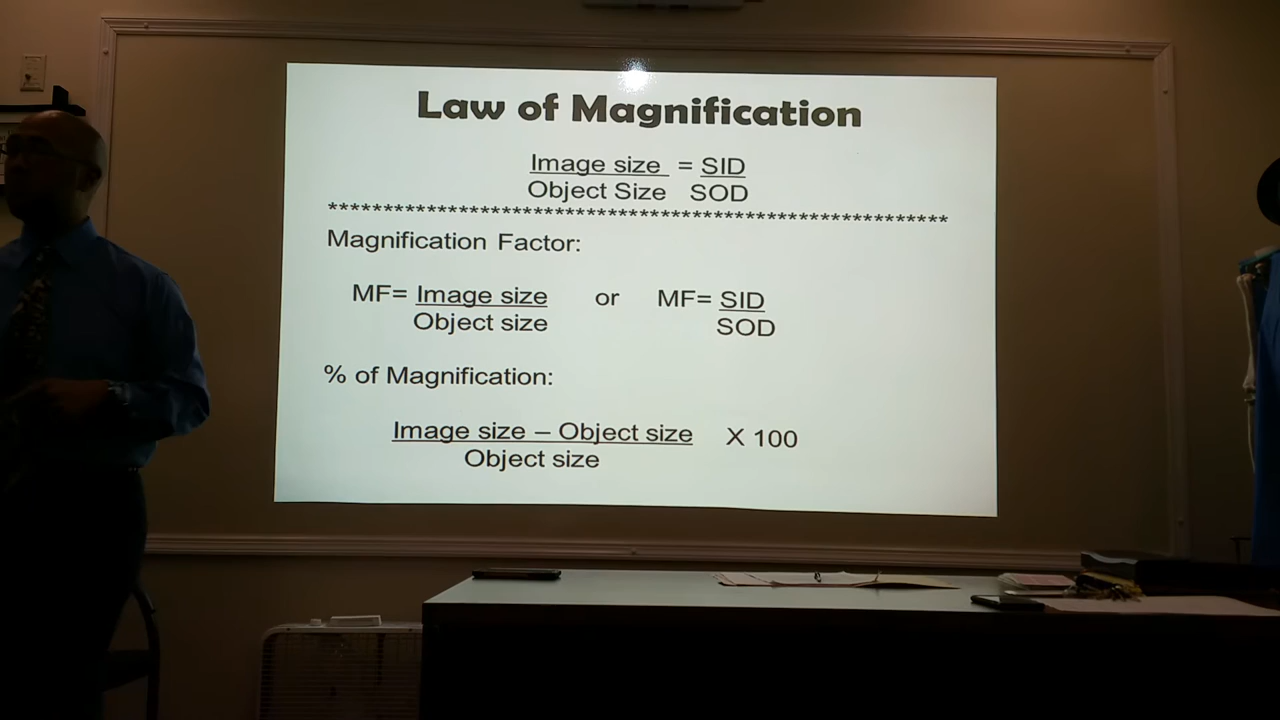 Law of Magnification
Image size = SID
Object Size SOD
********************************************************
Magnification Factor:
MF= Image size or MF= SID
Object size SOD
% of Magnification:
Image size – Object size X 100
Object size